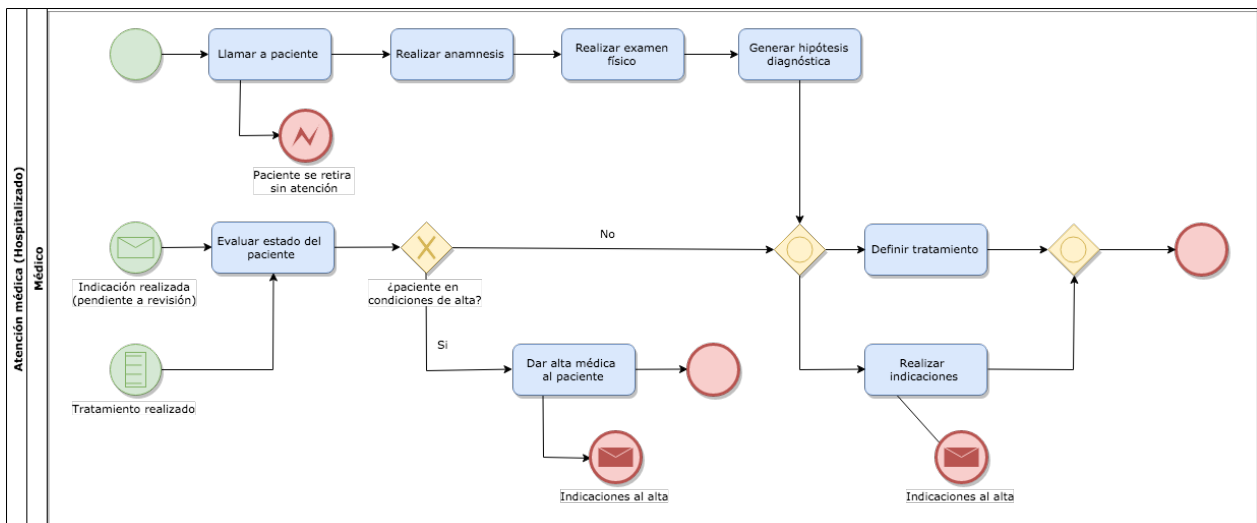 Atención médica (Hospitalizado)
Médico
Llamar a paciente
Realizar anamnesis
Realizar examen
físico
Generar hipótesis
diagnóstica
Paciente se retira
sin atención
Evaluar estado del
paciente
No
Definir tratamiento
Indicación realizada
(pendiente a revisión)
¿paciente en
condiciones de alta?
Si
Dar alta médica
al paciente
Realizar
indicaciones
Tratamiento realizado
Indicaciones al alta
Indicaciones al alta